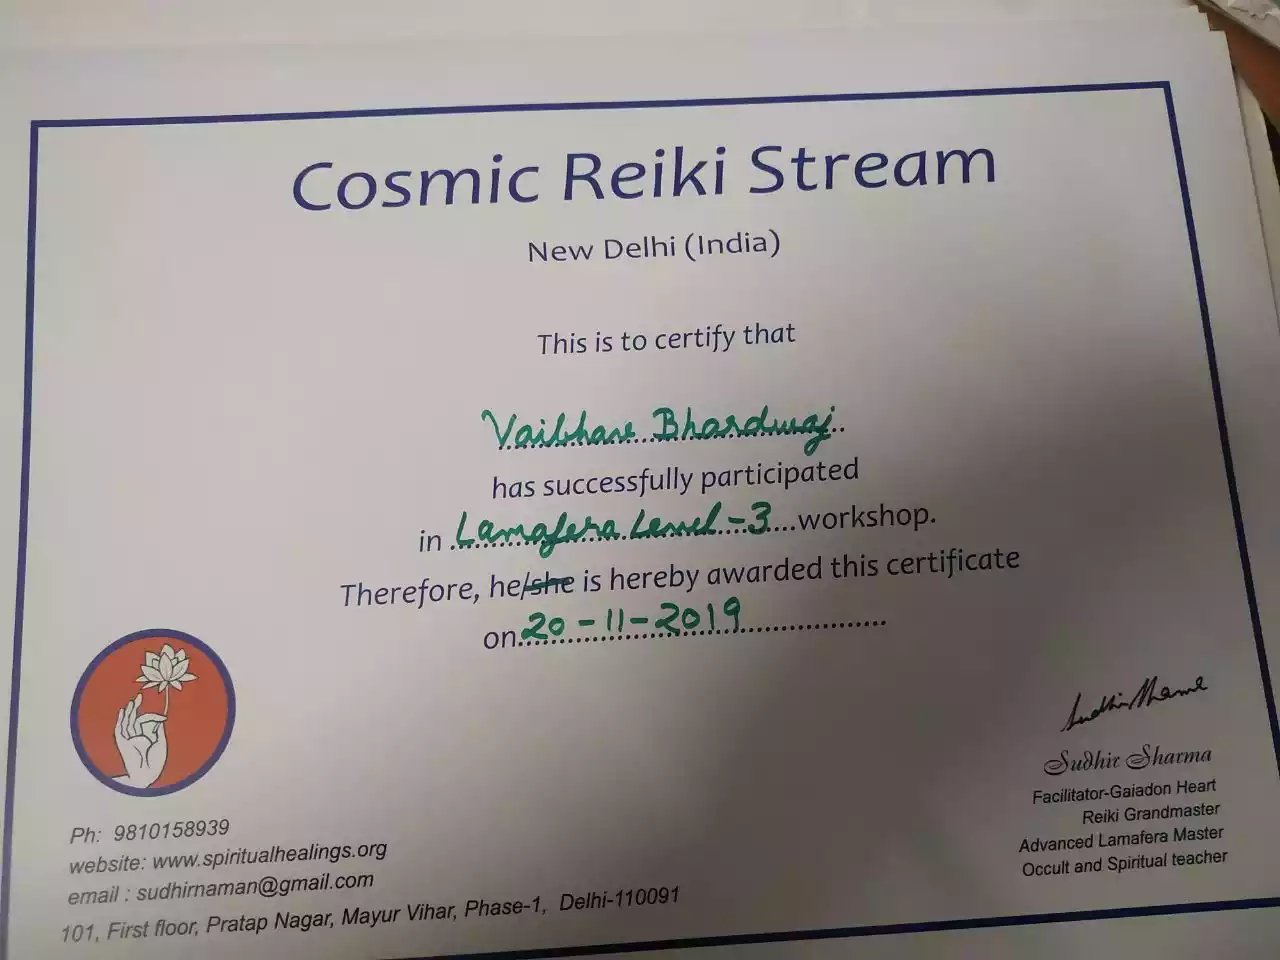 Cosmic Reiki Stream
New Delhi (India)
This is to certify that
Vaibhav Bhardwaj
has successfully participated
in Lamafera Level-3 workshop.
Therefore, he/she is hereby awarded this certificate
on 20-11-2019
Sudhir Sharma
Sudhir Sharma
Facilitator-Gaiadon Heart
Reiki Grandmaster
Advanced Lamafera Master
Occult and Spiritual teacher
Ph: 9810158939
website: www.spiritualhealings.org
email : sudhirnaman@gmail.com
101, First floor, Pratap Nagar, Mayur Vihar, Phase-1, Delhi-110091